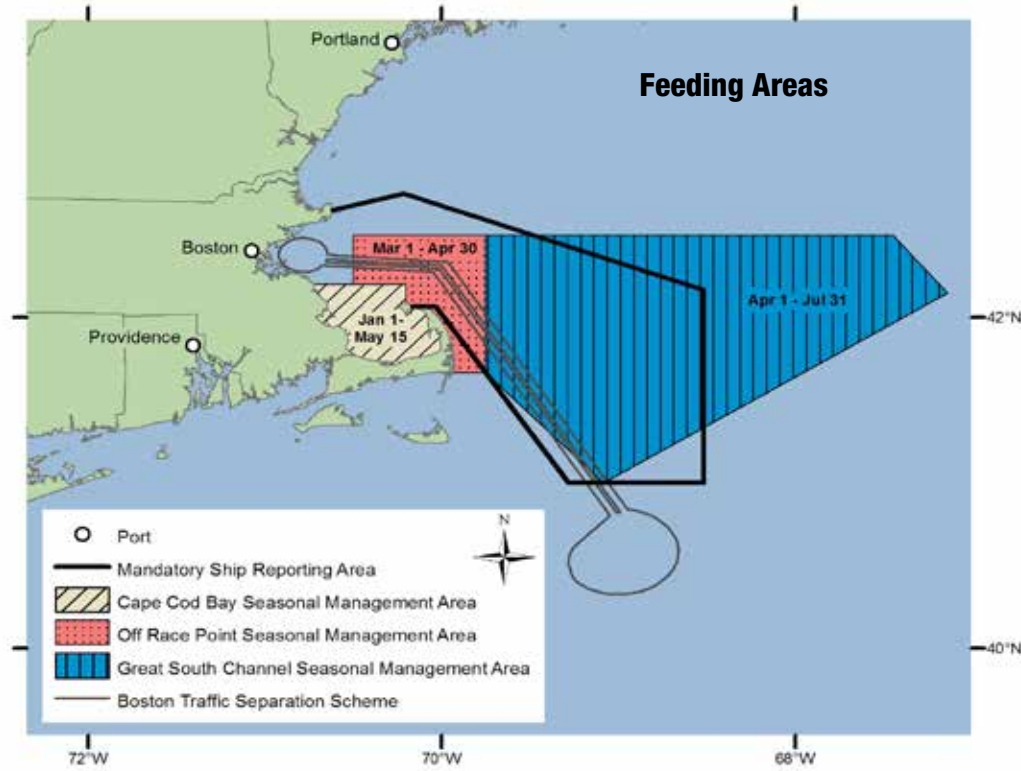 Portland
Feeding Areas
Boston
Mar 1 - Apr 30
Apr 1 - Jul 31
Jan 1-
May 15
42°N
Providence
N
Port
Mandatory Ship Reporting Area
Cape Cod Bay Seasonal Management Area
Off Race Point Seasonal Management Area
Great South Channel Seasonal Management Area
Boston Traffic Separation Scheme
40°N
72°W
70°W
68°W